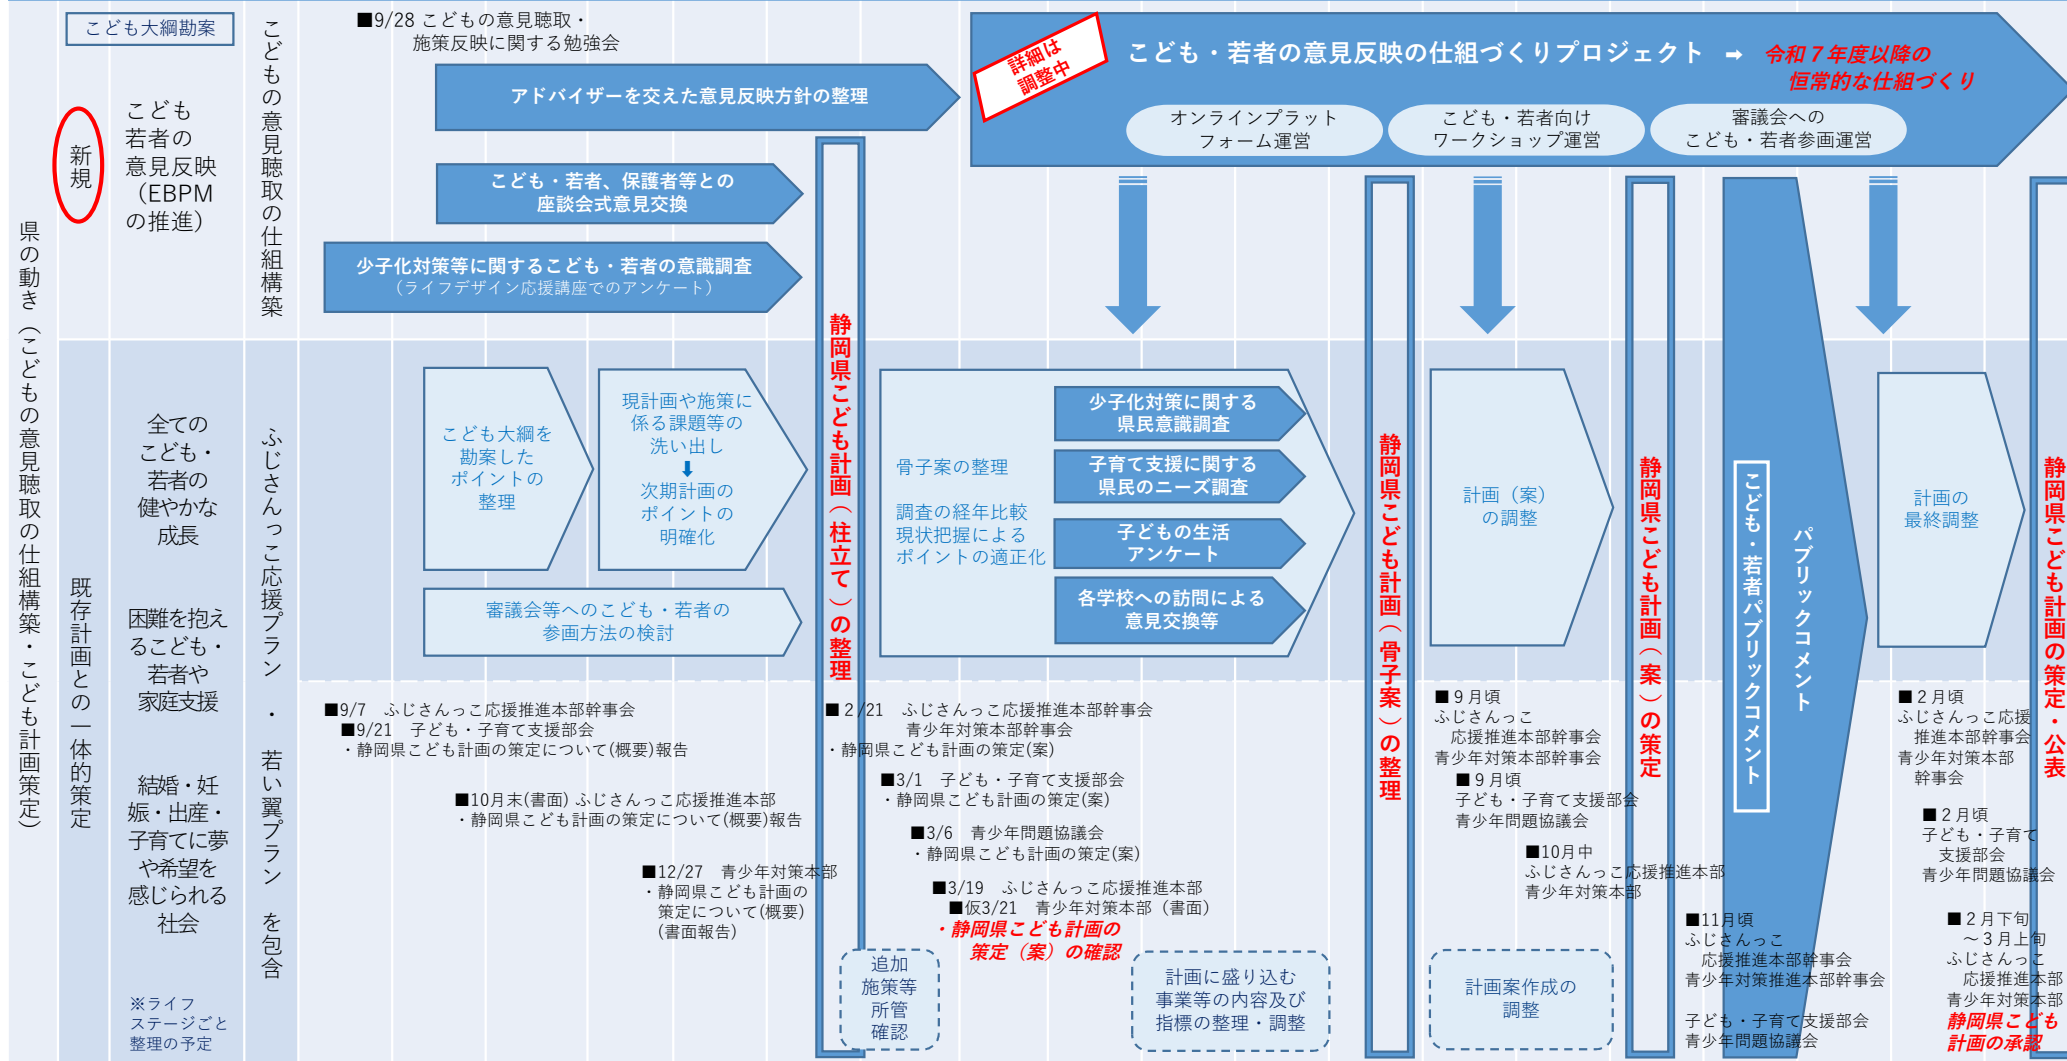 県の動き（こどもの意見聴取の仕組構築・こども計画策定）
こども大綱勘案
新規
こども
若者の
意見反映
（EBPM
の推進）
こどもの意見聴取の仕組構築
■9/28 こどもの意見聴取・
施策反映に関する勉強会
アドバイザーを交えた意見反映方針の整理
こども・若者、保護者等との
座談会式意見交換
少子化対策等に関するこども・若者の意識調査
（ライフデザイン応援講座でのアンケート）
詳細は
調整中
こども・若者の意見反映の仕組づくりプロジェクト ➡ 令和７年度以降の
恒常的な仕組づくり
オンラインプラット
フォーム運営
こども・若者向け
ワークショップ運営
審議会への
こども・若者参画運営
既存計画との一体的策定
全ての
こども・
若者の
健やかな
成長
困難を抱え
るこども・
若者や
家庭支援
結婚・妊
娠・出産・
子育てに夢
や希望を
感じられる
社会
※ライフ
ステージごと
整理の予定
ふじさんっこ応援プラン ・ 若い翼プラン を包含
こども大綱を
勘案した
ポイントの
整理
現計画や施策に
係る課題等の
洗い出し
⬇
次期計画の
ポイントの
明確化
審議会等へのこども・若者の
参画方法の検討
静岡県こども計画（柱立て）の整理
骨子案の整理
調査の経年比較
現状把握による
ポイントの適正化
少子化対策に関する
県民意識調査
子育て支援に関する
県民のニーズ調査
子どもの生活
アンケート
各学校への訪問による
意見交換等
静岡県こども計画（骨子案）の整理
計画（案）
の調整
静岡県こども計画（案）の策定
こども・若者パブリックコメント
パブリックコメント
計画の
最終調整
静岡県こども計画の策定・公表
■9/7　ふじさんっこ応援推進本部幹事会
■9/21　子ども・子育て支援部会
・静岡県こども計画の策定について(概要)報告
■10月末(書面) ふじさんっこ応援推進本部
・静岡県こども計画の策定について(概要)報告
■12/27　青少年対策本部
・静岡県こども計画の
策定について(概要)
(書面報告)
■２/21　ふじさんっこ応援推進本部幹事会
青少年対策本部幹事会
・静岡県こども計画の策定(案)
■3/1　子ども・子育て支援部会
・静岡県こども計画の策定(案)
■3/6　青少年問題協議会
・静岡県こども計画の策定(案)
■3/19　ふじさんっこ応援推進本部
■仮3/21　青少年対策本部（書面）
・静岡県こども計画の
策定（案）の確認
追加
施策等
所管
確認
計画に盛り込む
事業等の内容及び
指標の整理・調整
■９月頃
ふじさんっこ
応援推進本部幹事会
青少年対策本部幹事会
■９月頃
子ども・子育て支援部会
青少年問題協議会
■10月中
ふじさんっこ応援推進本部
青少年対策本部
計画案作成の
調整
■11月頃
ふじさんっこ
応援推進本部幹事会
青少年対策推進本部幹事会
子ども・子育て支援部会
青少年問題協議会
■２月頃
ふじさんっこ応援
推進本部幹事会
青少年対策本部
幹事会
■２月頃
子ども・子育て
支援部会
青少年問題協議会
■２月下旬
～３月上旬
ふじさんっこ
応援推進本部
青少年対策本部
静岡県こども
計画の承認